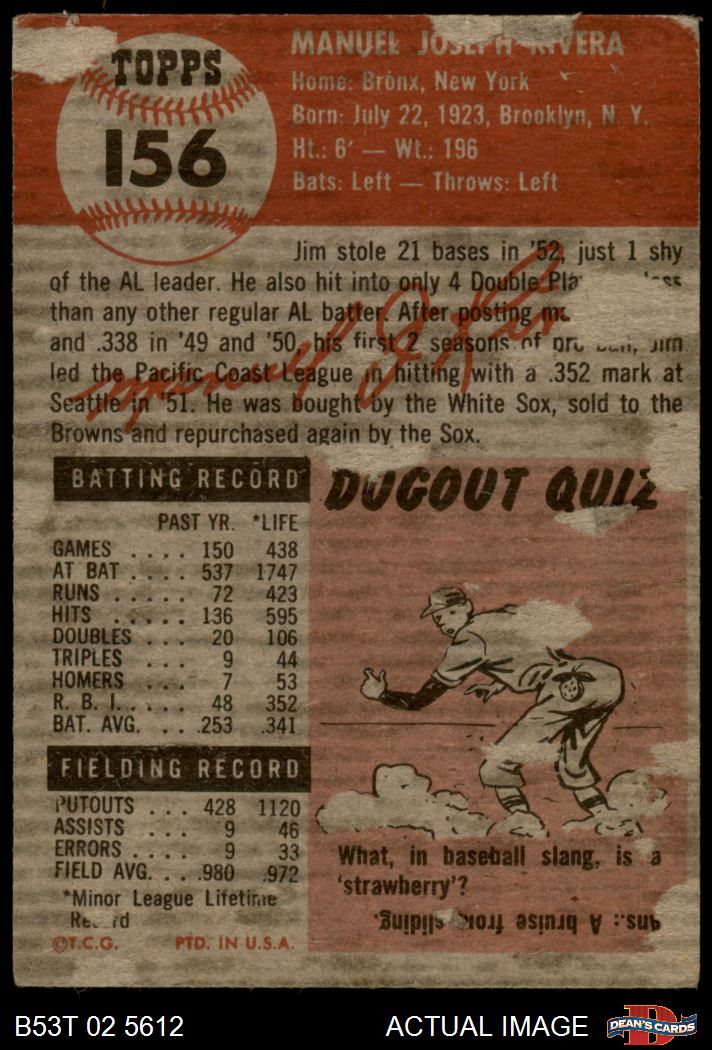 TOPPS
156
MANUEL JOSEPH RIVERA
Home: Bronx, New York
Born: July 22, 1923, Brooklyn, N. Y.
Ht.: 6' — Wt.: 196
Bats: Left — Throws: Left
Jim stole 21 bases in '52, just 1 shy
of the AL leader. He also hit into only 4 Double
than any other regular AL batter. After posting
and .338 in '49 and '50, his first 2 seasons of Jim
led the Pacific Coast League in hitting with a .352 mark at
Seattle in '51. He was bought by the White Sox, sold to the
Browns and repurchased again by the Sox.
BATTING RECORD
PAST YR. *LIFE
GAMES .... 150 438
AT BAT .... 537 1747
RUNS ..... 72 423
HITS ..... 136 595
DOUBLES ... 20 106
TRIPLES ... 9 44
HOMERS ... 7 53
R. B. I. .... 48 352
BAT. AVG. ... .253 .341
FIELDING RECORD
PUTOUTS ... 428 1120
ASSISTS ... 9 46
ERRORS .... 9 33
FIELD AVG. ... .980 .972
*Minor League Lifetime
©T.C.G. PTD. IN U.S.A.
DUGOUT QUIZ
What, in baseball slang, is a
'strawberry'?
Ans.: A bruise from sliding.
B53T 02 5612
ACTUAL IMAGE
DEAN'S CARDS